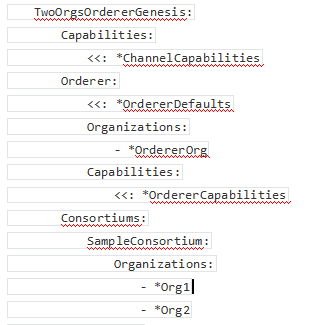 TwoOrgsOrdererGenesis:
Capabilities:
<<: *ChannelCapabilities
Orderer:
<<: *OrdererDefaults
Organizations:
- *OrdererOrg
Capabilities:
<<: *OrdererCapabilities
Consortiums:
SampleConsortium:
Organizations:
- *Org1
- *Org2